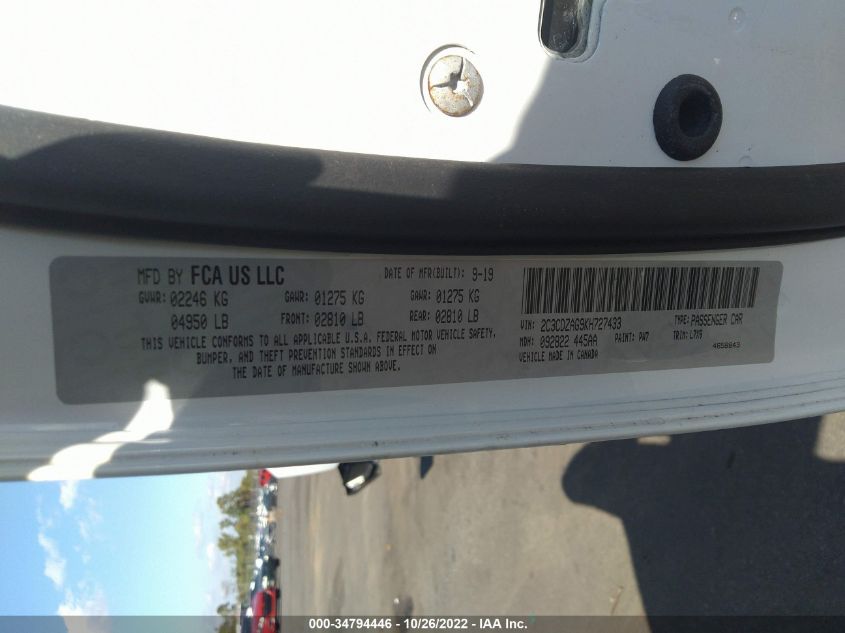 MFD BY FCA US LLC DATE OF MFR(BUILT): 9-19
GVWR: 02246 KG GAWR: 01275 KG GAWR: 01275 KG
04950 LB FRONT: 02810 LB REAR: 02810 LB
THIS VEHICLE CONFORMS TO ALL APPLICABLE U.S.A. FEDERAL MOTOR VEHICLE SAFETY,
BUMPER, AND THEFT PREVENTION STANDARDS IN EFFECT ON
THE DATE OF MANUFACTURE SHOWN ABOVE.
VIN: 2C3CDZAG9KH727433 TYPE: PASSENGER CAR
MDH: 092822 445AA PAINT: PW7 TRIM: L7X9
VEHICLE MADE IN CANADA 4658843
000-34794446 - 10/26/2022 - IAA Inc.